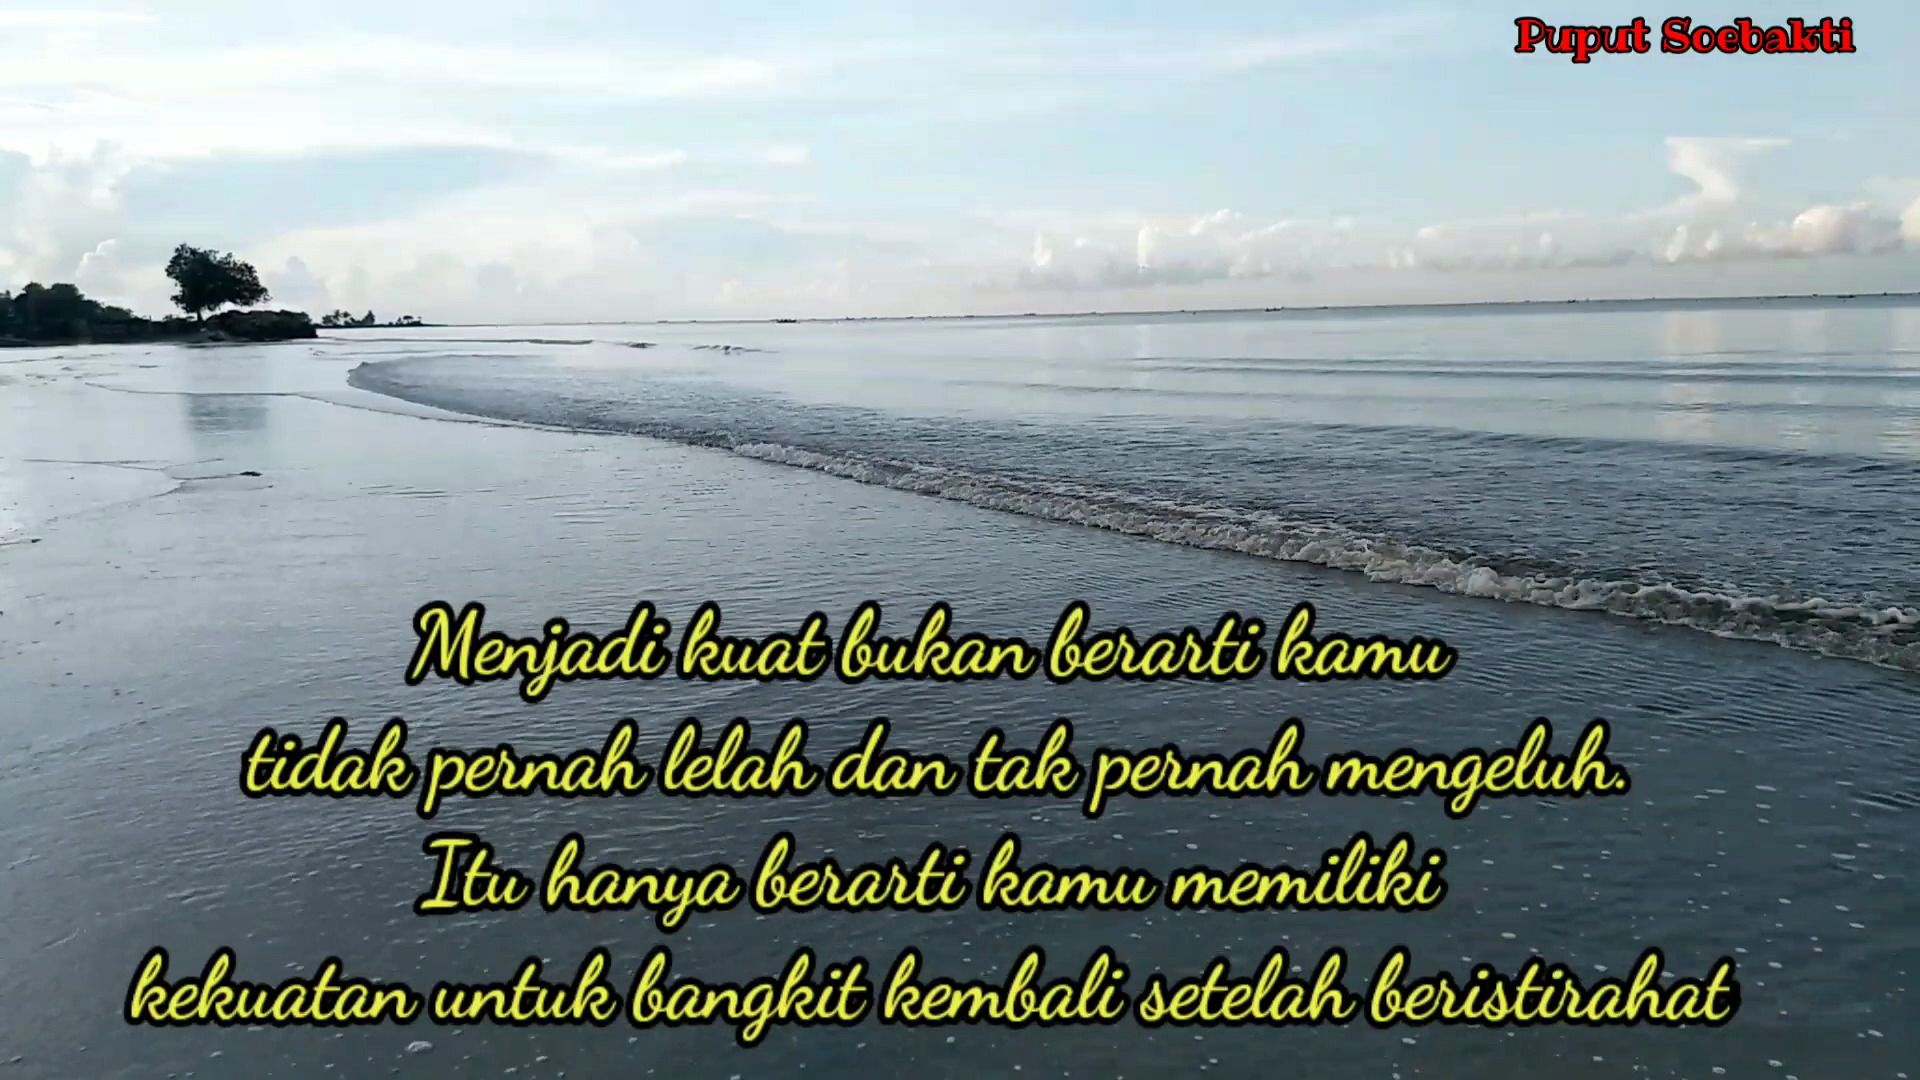 Puput Soebakti
Menjadi kuat bukan berarti kamu
tidak pernah lelah dan tak pernah mengeluh.
Itu hanya berarti kamu memiliki
kekuatan untuk bangkit kembali setelah beristirahat